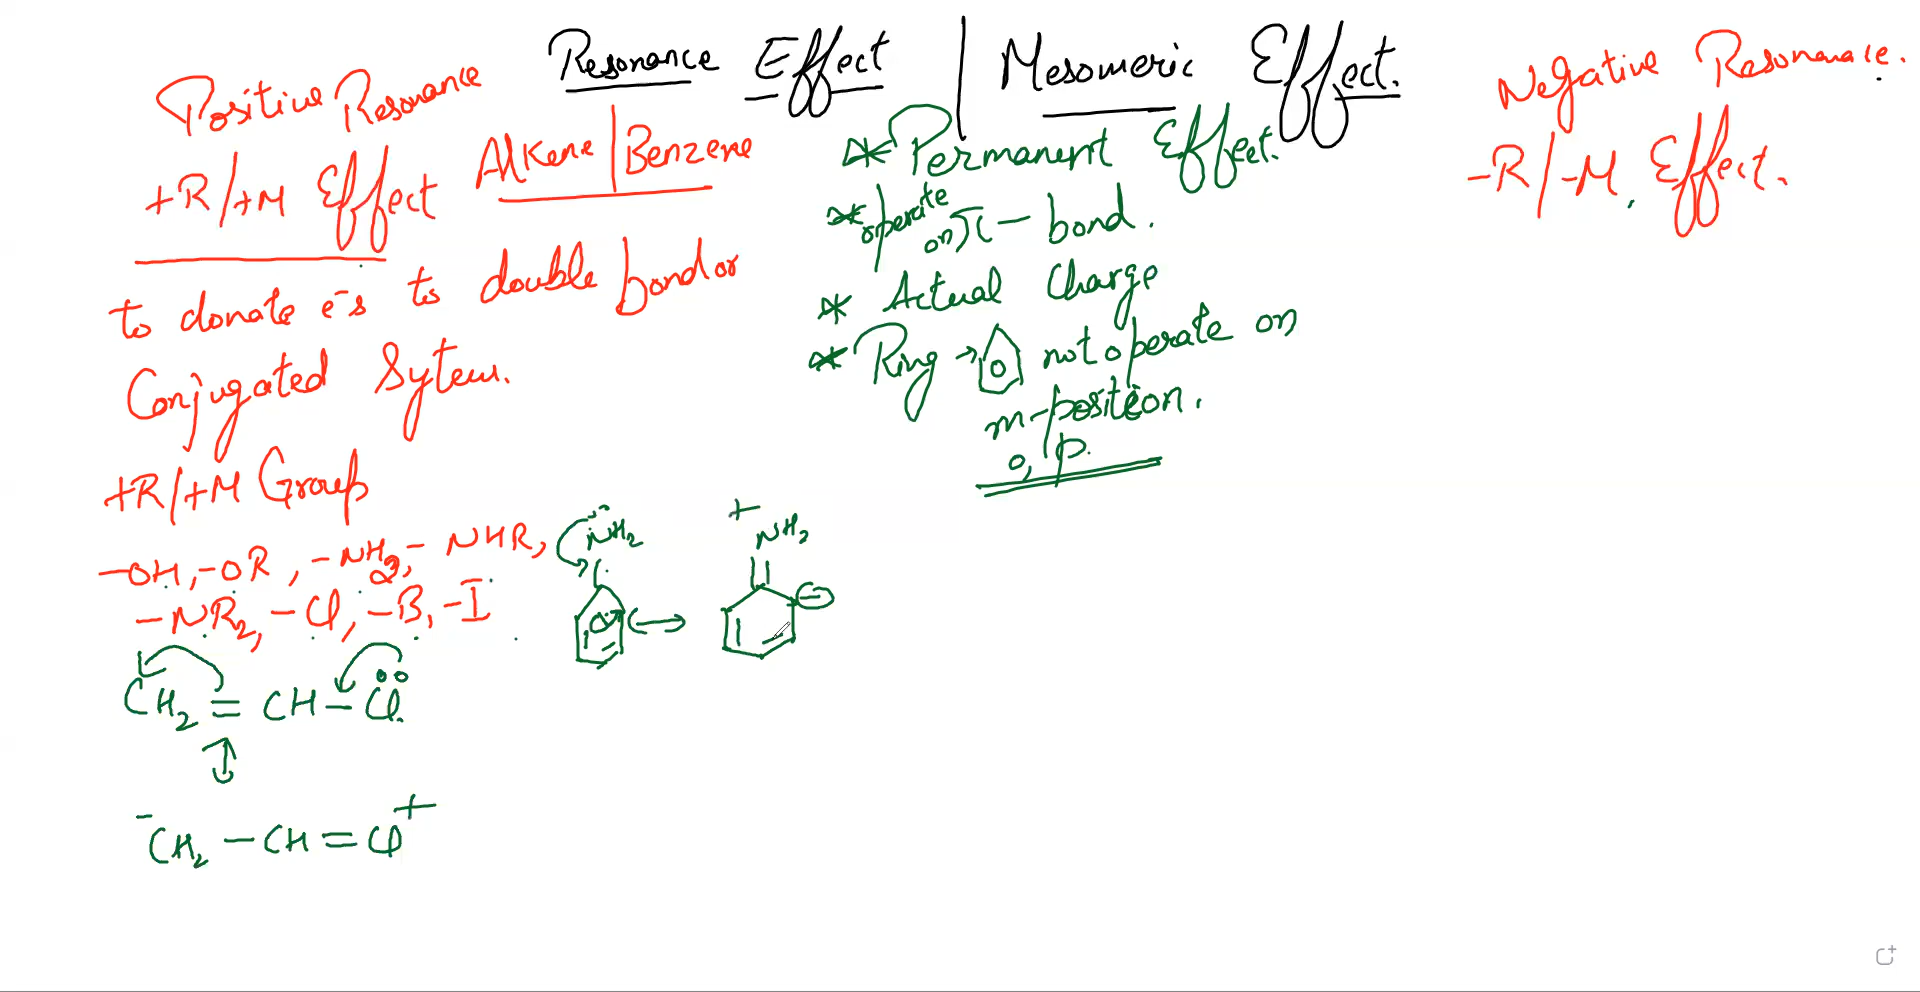 Resonance Effect | Mesomeric Effect.
Positive Resonance
+R/+M Effect Alkene | Benzene
to donate e⁻s to double bond or
Conjugated Sytem.
+R/+M Group
-OH, -OR, -NH2, - NHR,
-NR2, - Cl, -B, -I
CH2 = CH - Cl
⁻CH2 - CH = Cl⁺
NH2
+
NH2
* Permanent Effect.
* operate on π - bond.
* Actual Charge
* Ring → not operate on
m-position.
o, p.
Negative Resonance.
-R/-M, Effect.